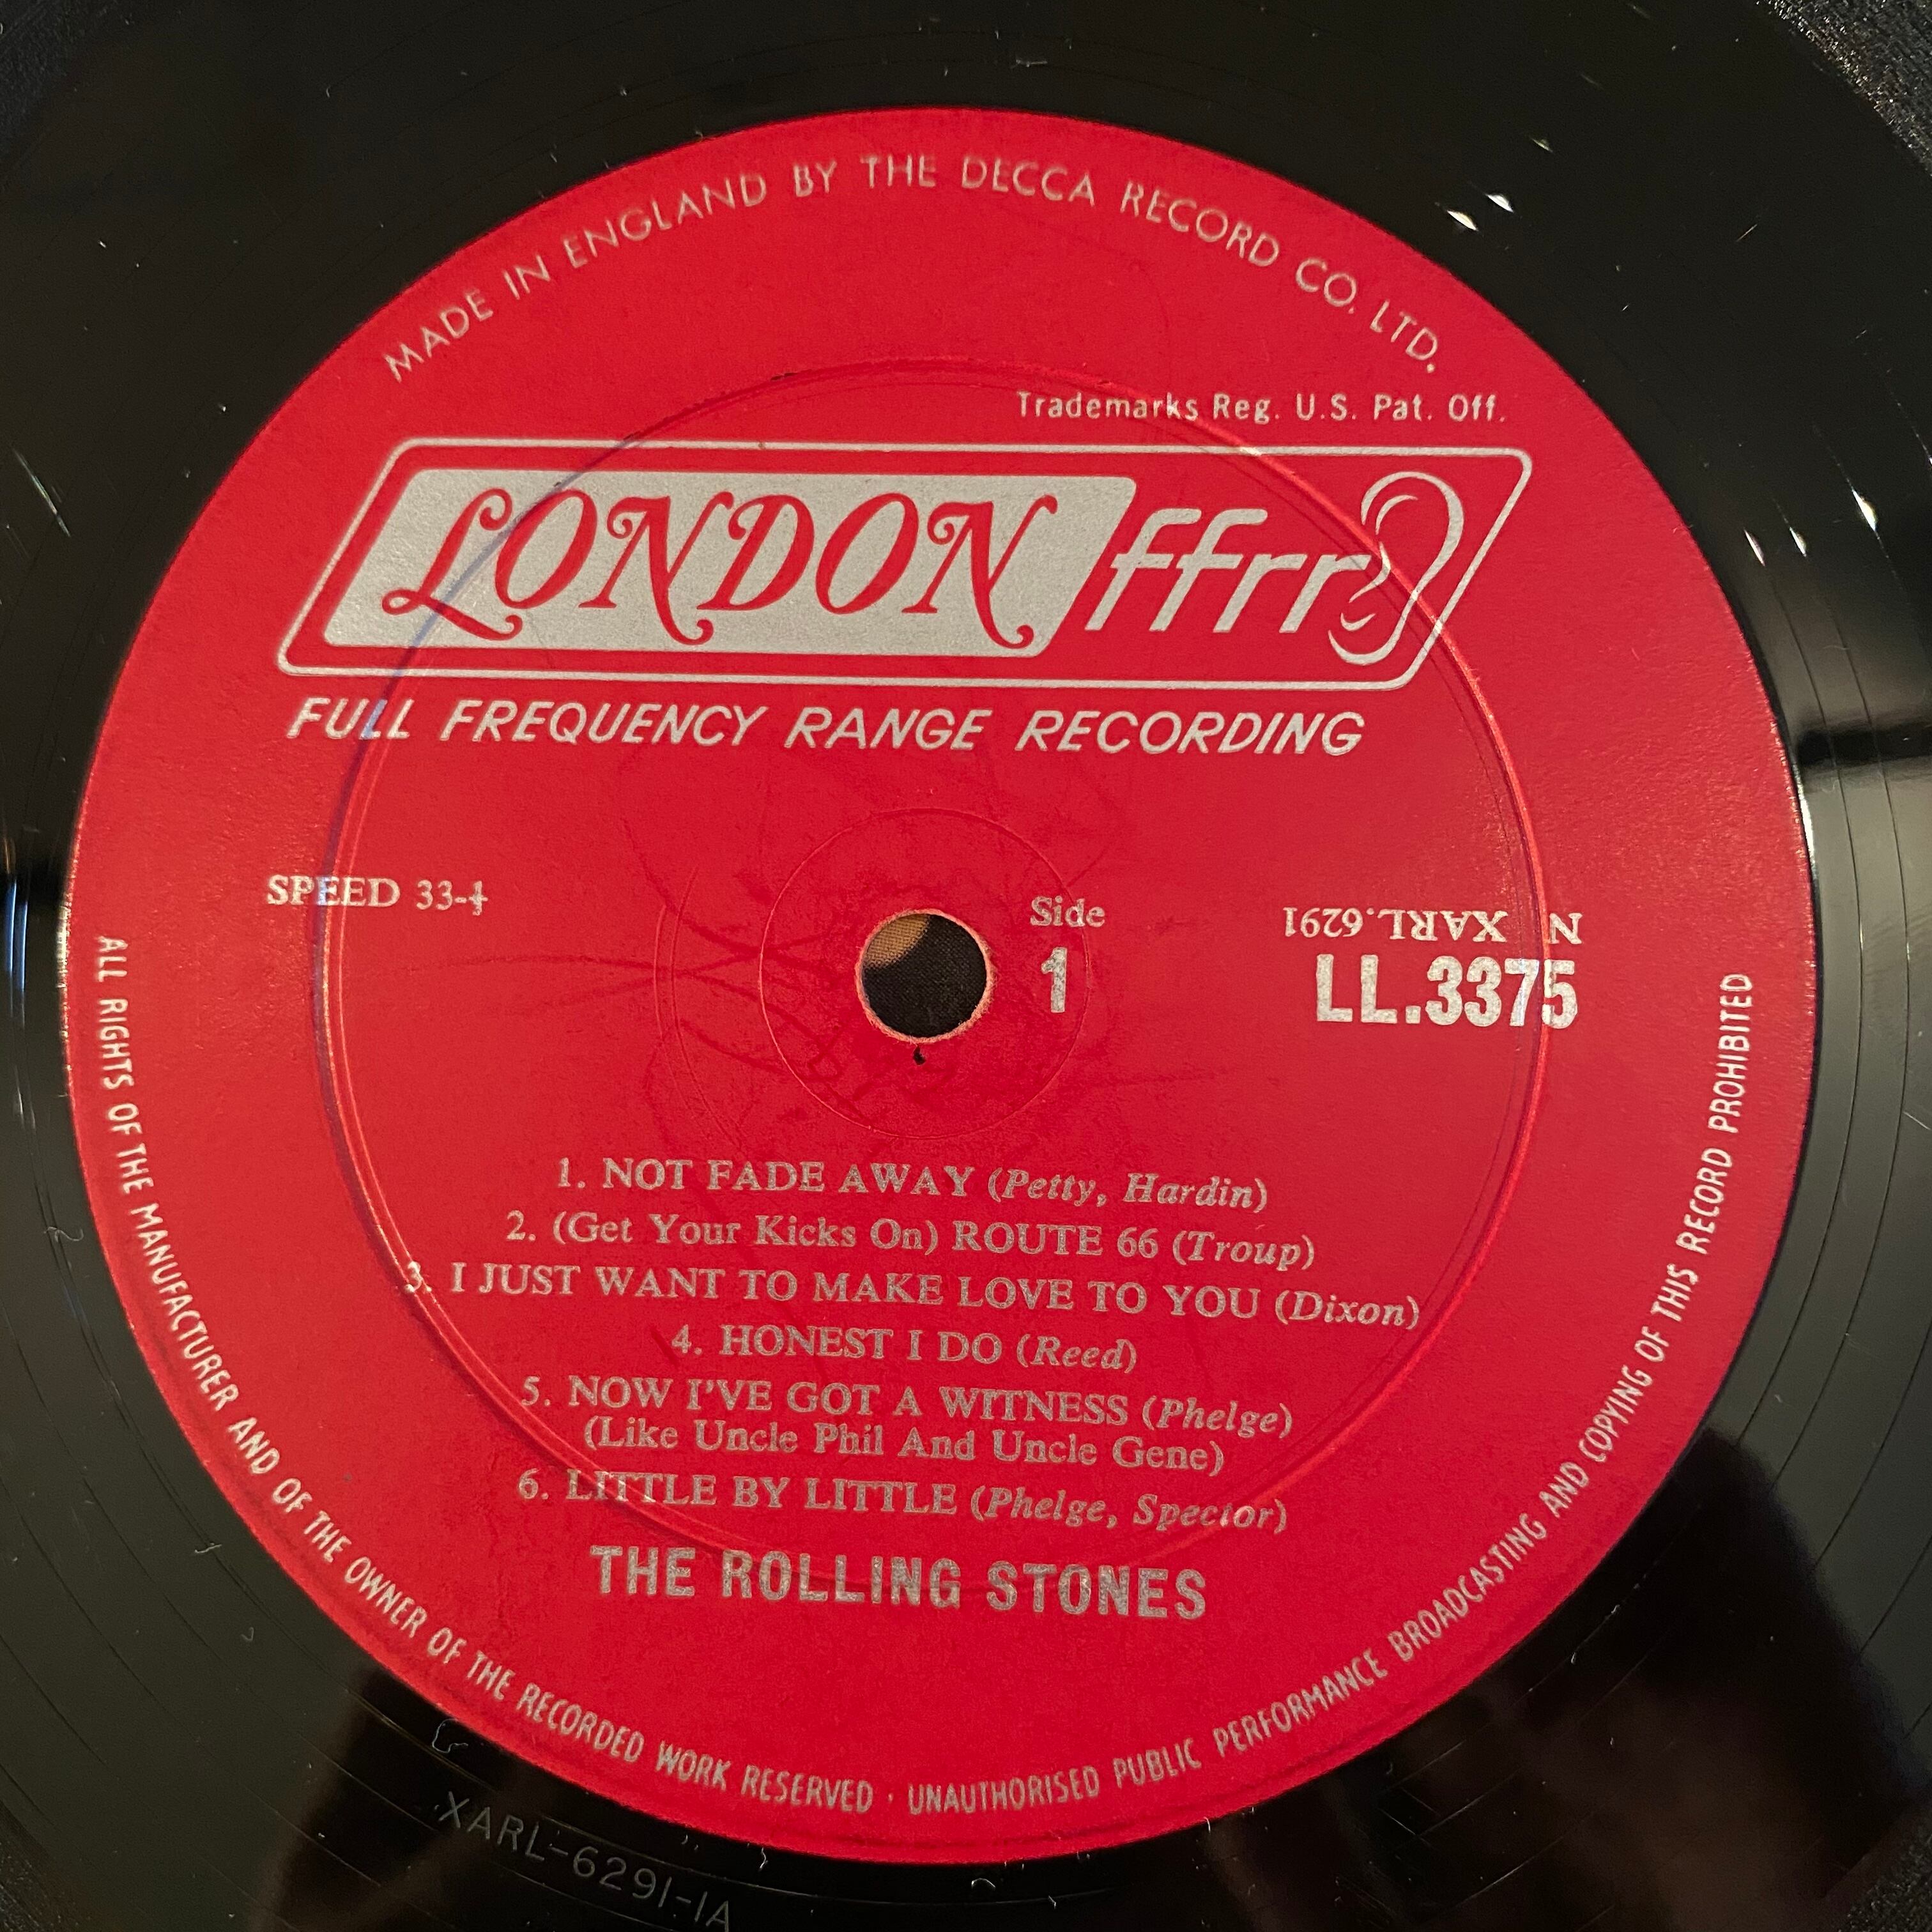 MADE IN ENGLAND BY THE DECCA RECORD CO. LTD.
Trademarks Reg. U.S. Pat. Off.
LONDON ffrr
FULL FREQUENCY RANGE RECORDING
SPEED 33-⅓
Side
1
N XARL.6291
LL.3375
1. NOT FADE AWAY (Petty, Hardin)
2. (Get Your Kicks On) ROUTE 66 (Troup)
3. I JUST WANT TO MAKE LOVE TO YOU (Dixon)
4. HONEST I DO (Reed)
5. NOW I'VE GOT A WITNESS (Phelge)
(Like Uncle Phil And Uncle Gene)
6. LITTLE BY LITTLE (Phelge, Spector)
THE ROLLING STONES
ALL RIGHTS OF THE MANUFACTURER AND OF THE OWNER OF THE RECORDED WORK RESERVED · UNAUTHORISED PUBLIC PERFORMANCE BROADCASTING AND COPYING OF THIS RECORD PROHIBITED
XARL-6291-1A